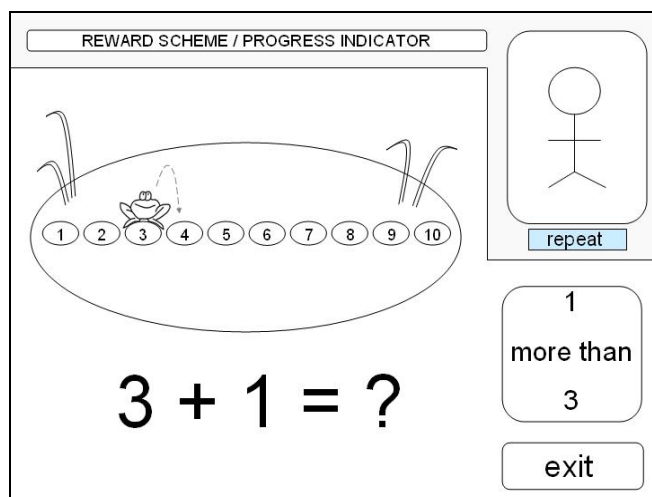 REWARD SCHEME / PROGRESS INDICATOR
1 2 3 4 5 6 7 8 9 10
3 + 1 = ?
repeat
1
more than
3
exit